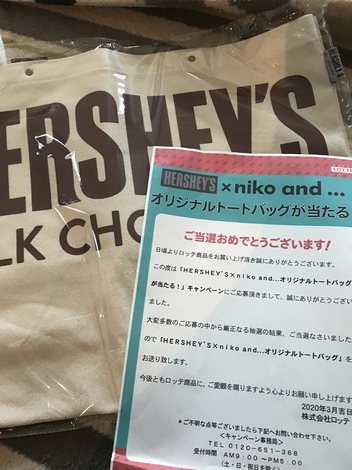 HERSHEY'S
LK CHO
LOTTE
HERSHEY'S × niko and ...
オリジナルトートバッグが当たる
ご当選おめでとうございます!
日頃よりロッテ商品をお買い上げ頂き誠にありがとうございます。
この度は「HERSHEY'S×niko and...オリジナルトートバッグ
が当たる!」キャンペーンにご応募頂きまして、誠にありがとうござい
ました。
大変多数のご応募の中から厳正なる抽選の結果、ご当選なさいました
ので「HERSHEY'S×niko and...オリジナルトートバッグ」を
お送り致します。
今後ともロッテ商品に、ご愛顧を賜りますよう心よりお願い申し上げます
2020年3月吉日
株式会社ロッテ
*ご不明な点等ございましたら下記へお問い合わせ下さい。
<キャンペーン事務局>
TEL 0120-651-368
受付時間 AM9:00〜PM5:00
(土・日・祝日を除く)